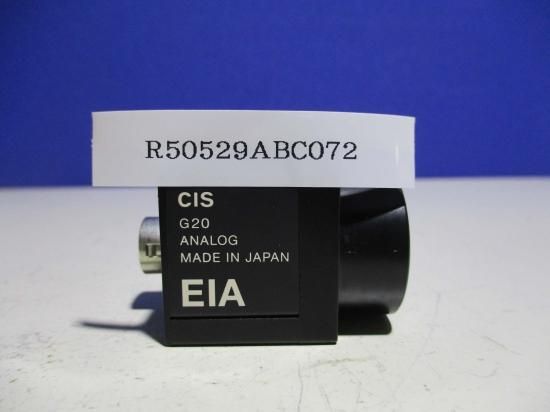 R50529ABC072
CIS
G20
ANALOG
MADE IN JAPAN
EIA